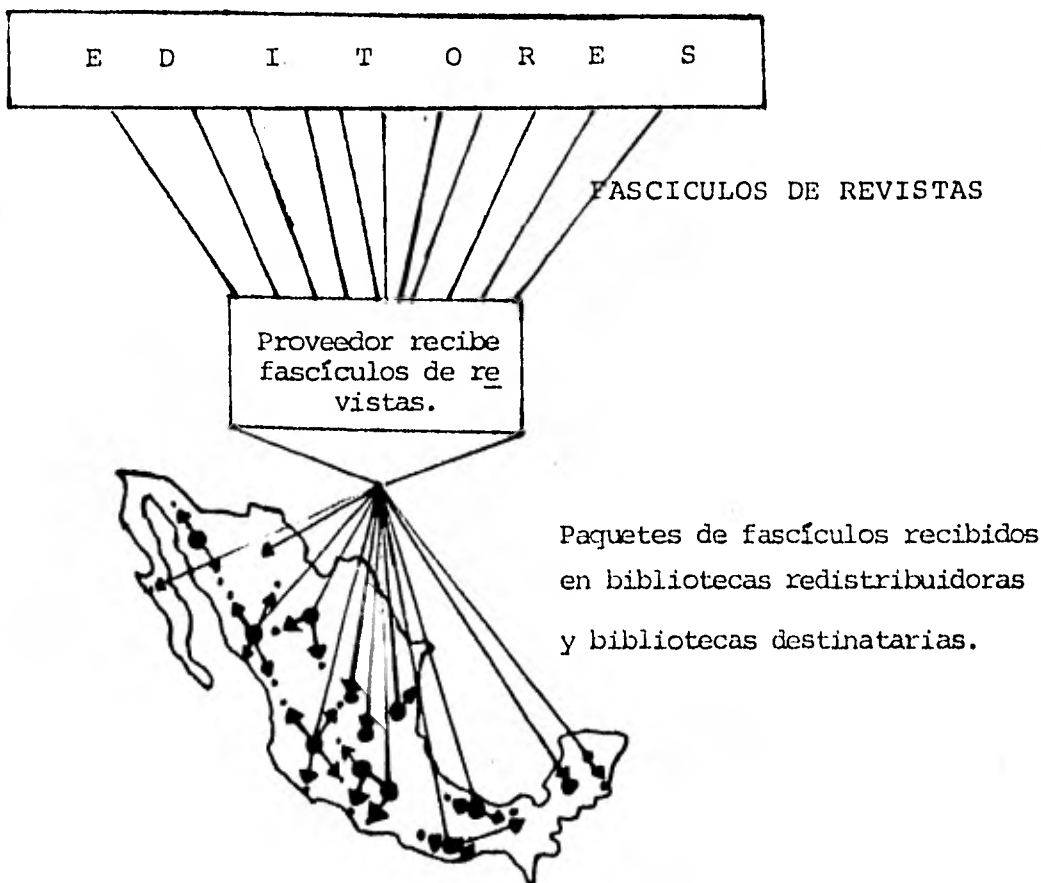 E D I T O R E S
FASCICULOS DE REVISTAS
Proveedor recibe
fascículos de re
vistas.
Paquetes de fascículos recibidos
en bibliotecas redistribuidoras
y bibliotecas destinatarias.